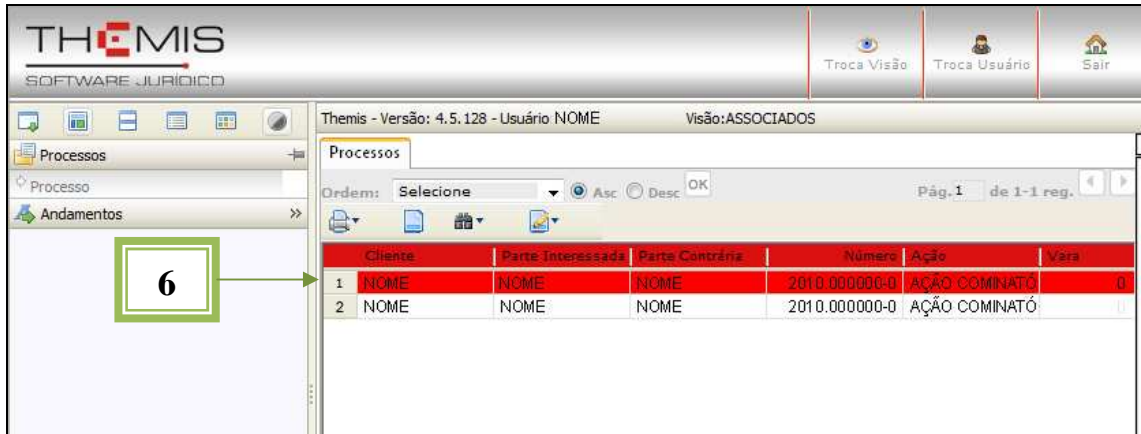 THEMIS
SOFTWARE JURÍDICO
Troca Visão Troca Usuário Sair
Themis - Versão: 4.5.128 - Usuário NOME Visão:ASSOCIADOS
Processos
Processos
Processo
Ordem: Selecione Asc Desc OK Pág. 1 de 1-1 reg.
Andamentos
Cliente Parte Interessada Parte Contrária Número Ação Vara
6
1 NOME NOME NOME 2010.000000-0 AÇÃO COMINATÓ 0
2 NOME NOME NOME 2010.000000-0 AÇÃO COMINATÓ 0